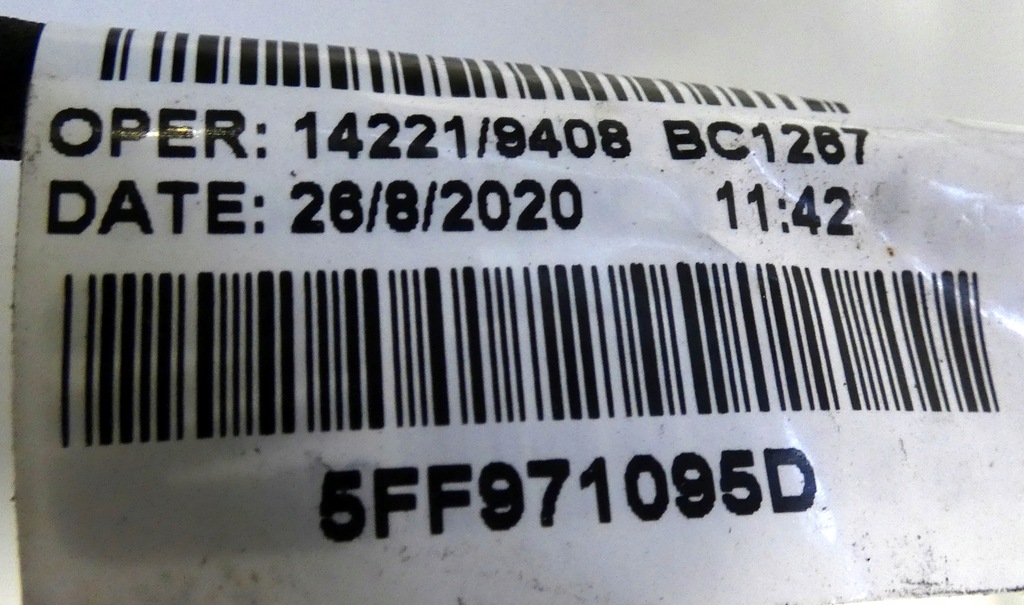 OPER: 14221/9408 BC1267
DATE: 26/8/2020 11:42
5FF971095D